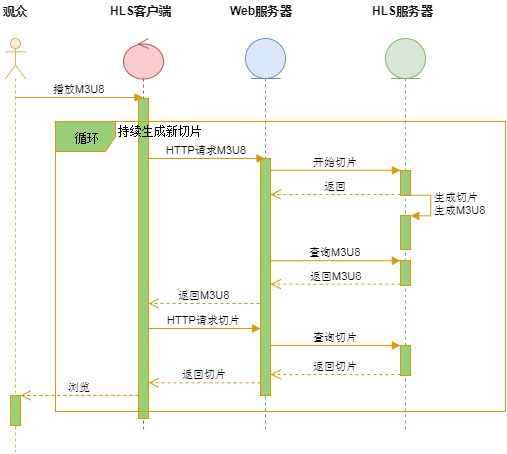 观众
HLS客户端
Web服务器
HLS服务器
播放M3U8
循环
持续生成新切片
HTTP请求M3U8
开始切片
返回
生成切片
生成M3U8
查询M3U8
返回M3U8
返回M3U8
HTTP请求切片
查询切片
返回切片
返回切片
浏览